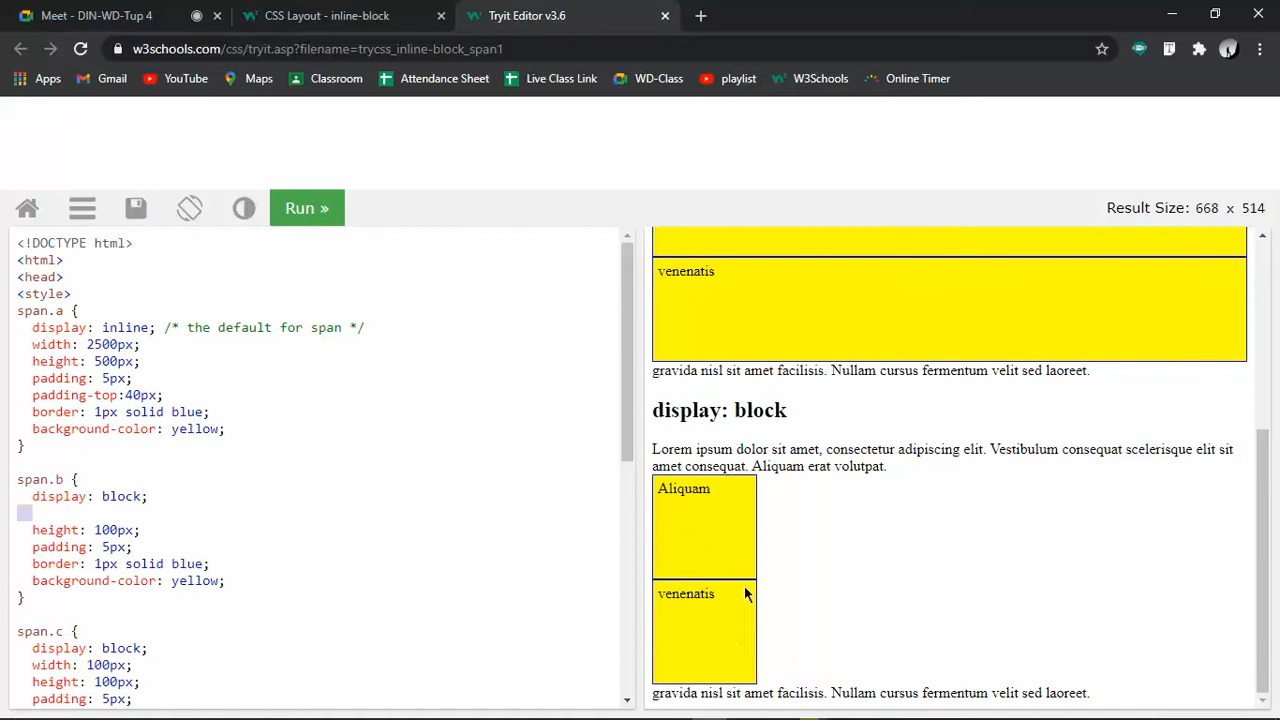 Meet - DIN-WD-Tup 4
CSS Layout - inline-block
Tryit Editor v3.6
w3schools.com/css/tryit.asp?filename=trycss_inline-block_span1
Apps
Gmail
YouTube
Maps
Classroom
Attendance Sheet
Live Class Link
WD-Class
playlist
W3Schools
Online Timer
Run »
Result Size: 668 x 514
<!DOCTYPE html>
<html>
<head>
<style>
span.a {
display: inline; /* the default for span */
width: 2500px;
height: 500px;
padding: 5px;
padding-top:40px;
border: 1px solid blue;
background-color: yellow;
}
span.b {
display: block;
height: 100px;
padding: 5px;
border: 1px solid blue;
background-color: yellow;
}
span.c {
display: block;
width: 100px;
height: 100px;
padding: 5px;
venenatis
gravida nisl sit amet facilisis. Nullam cursus fermentum velit sed laoreet.
display: block
Lorem ipsum dolor sit amet, consectetur adipiscing elit. Vestibulum consequat scelerisque elit sit
amet consequat. Aliquam erat volutpat.
Aliquam
venenatis
gravida nisl sit amet facilisis. Nullam cursus fermentum velit sed laoreet.